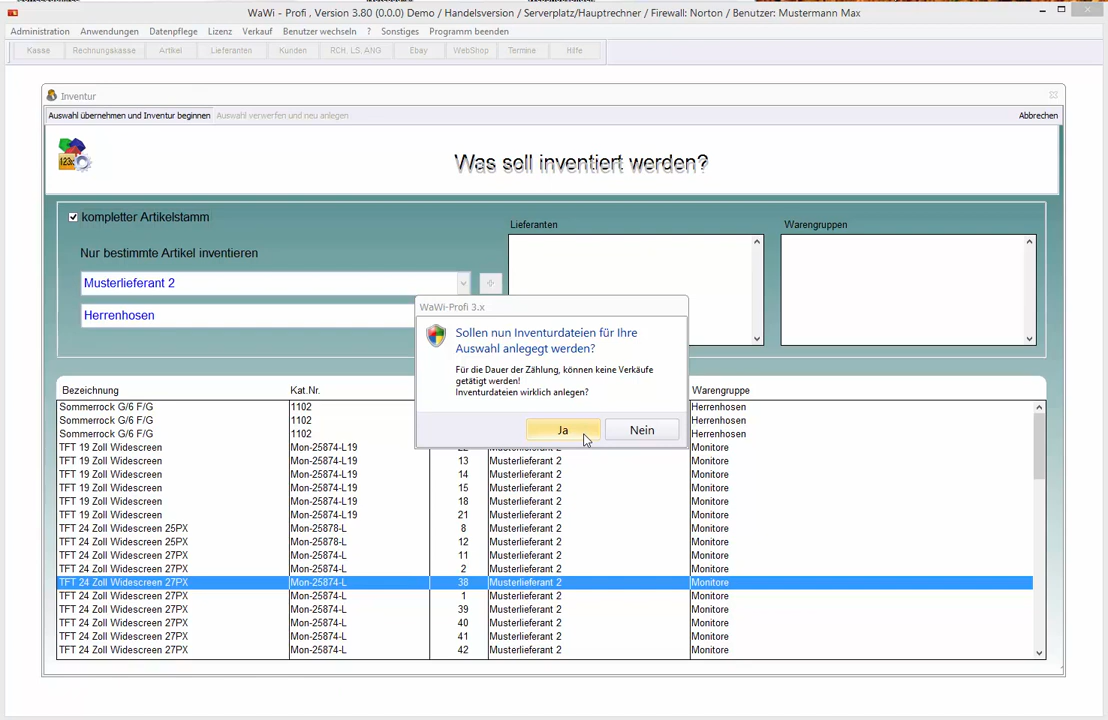 WaWi - Profi , Version 3.80 (0.0.0) Demo / Handelsversion / Serverplatz/Hauptrechner / Firewall: Norton / Benutzer: Mustermann Max
Administration Anwendungen Datenpflege Lizenz Verkauf Benutzer wechseln ? Sonstiges Programm beenden
Kasse Rechnungskasse Artikel Lieferanten Kunden RCH. LS. ANG Ebay WebShop Termine Hilfe
Inventur
Auswahl übernehmen und Inventur beginnen Auswahl verwerfen und neu anlegen Abbrechen
Was soll inventiert werden?
kompletter Artikelstamm
Lieferanten Warengruppen
Nur bestimmte Artikel inventieren
Musterlieferant 2
Herrenhosen
WaWi-Profi 3.x
Sollen nun Inventurdateien für Ihre
Auswahl anlegegt werden?
Für die Dauer der Zählung, können keine Verkäufe
getätigt werden!
Inventurdateien wirklich anlegen?
Ja Nein
Bezeichnung Kat.Nr. Warengruppe
Sommerrock G/6 F/G 1102 Herrenhosen
Sommerrock G/6 F/G 1102 Herrenhosen
Sommerrock G/6 F/G 1102 Herrenhosen
TFT 19 Zoll Widescreen Mon-25874-L19 Musterlieferant 2 Monitore
TFT 19 Zoll Widescreen Mon-25874-L19 13 Musterlieferant 2 Monitore
TFT 19 Zoll Widescreen Mon-25874-L19 14 Musterlieferant 2 Monitore
TFT 19 Zoll Widescreen Mon-25874-L19 15 Musterlieferant 2 Monitore
TFT 19 Zoll Widescreen Mon-25874-L19 18 Musterlieferant 2 Monitore
TFT 19 Zoll Widescreen Mon-25874-L19 21 Musterlieferant 2 Monitore
TFT 24 Zoll Widescreen 25PX Mon-25878-L 8 Musterlieferant 2 Monitore
TFT 24 Zoll Widescreen 25PX Mon-25878-L 12 Musterlieferant 2 Monitore
TFT 24 Zoll Widescreen 27PX Mon-25874-L 11 Musterlieferant 2 Monitore
TFT 24 Zoll Widescreen 27PX Mon-25874-L 2 Musterlieferant 2 Monitore
TFT 24 Zoll Widescreen 27PX Mon-25874-L 38 Musterlieferant 2 Monitore
TFT 24 Zoll Widescreen 27PX Mon-25874-L 1 Musterlieferant 2 Monitore
TFT 24 Zoll Widescreen 27PX Mon-25874-L 39 Musterlieferant 2 Monitore
TFT 24 Zoll Widescreen 27PX Mon-25874-L 40 Musterlieferant 2 Monitore
TFT 24 Zoll Widescreen 27PX Mon-25874-L 41 Musterlieferant 2 Monitore
TFT 24 Zoll Widescreen 27PX Mon-25874-L 42 Musterlieferant 2 Monitore